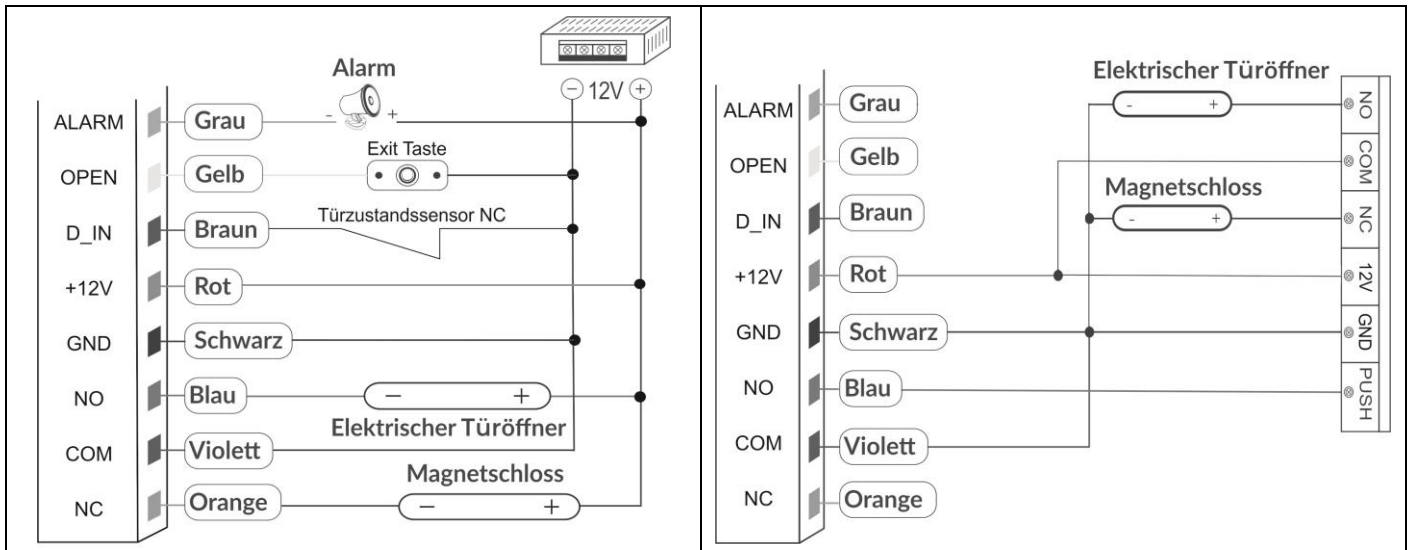 − 12V +
Alarm
ALARM Grau - +
Exit Taste
OPEN Gelb
Türzustandssensor NC
D_IN Braun
+12V Rot
GND Schwarz
NO Blau − +
Elektrischer Türöffner
COM Violett
Magnetschloss
NC Orange − +
Elektrischer Türöffner
ALARM Grau - + NO
OPEN Gelb COM
Magnetschloss
D_IN Braun - + NC
+12V Rot 12V
GND Schwarz GND
NO Blau PUSH
COM Violett
NC Orange